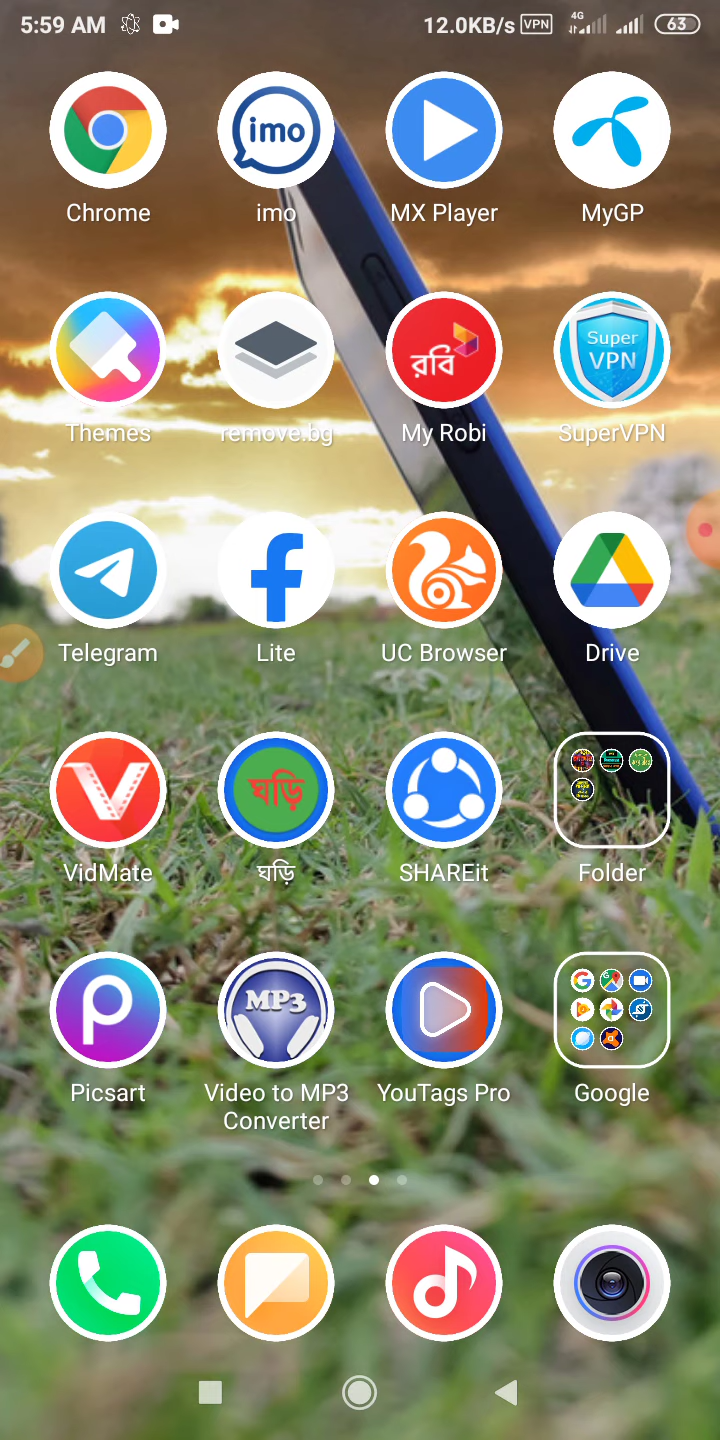 5:59 AM 12.0KB/s VPN 4G 63
imo
Chrome imo MX Player MyGP
রবি Super VPN
Themes remove.bg My Robi SuperVPN
Telegram Lite UC Browser Drive
ঘড়ি
VidMate ঘড়ি SHAREit Folder
MP3
Picsart Video to MP3 YouTags Pro Google
Converter